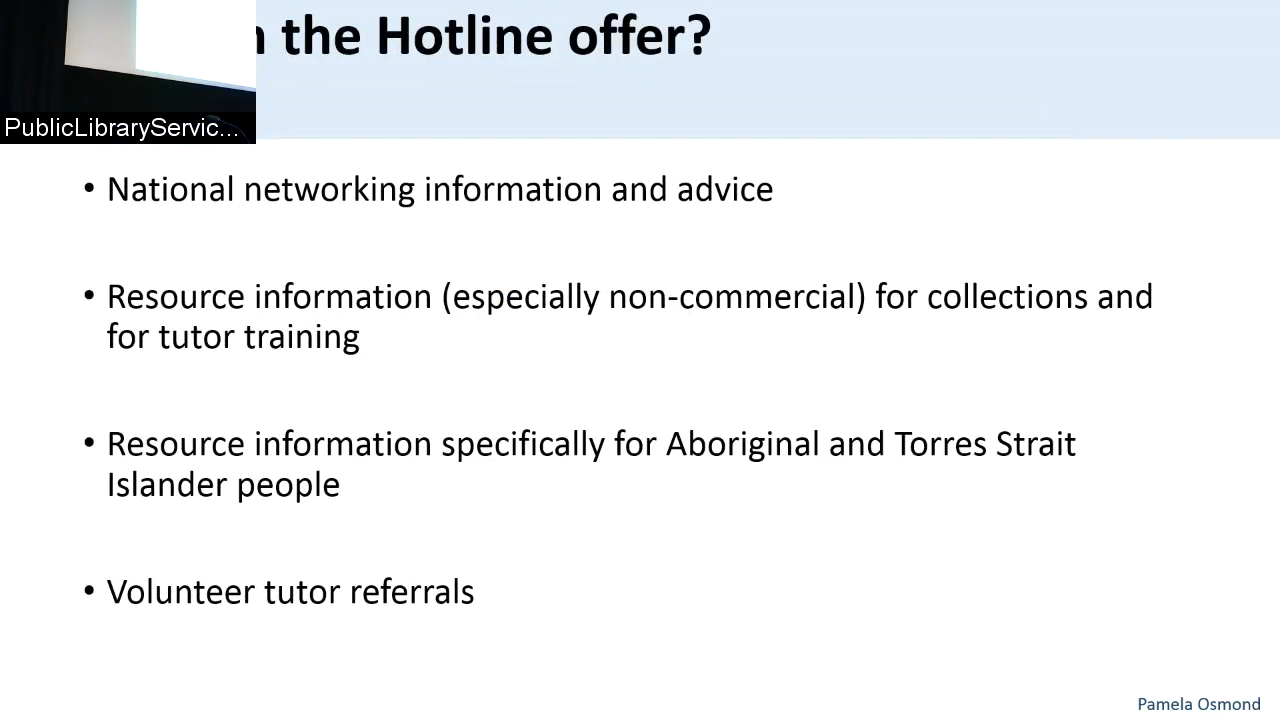 the Hotline offer?
PublicLibraryServic...
• National networking information and advice
• Resource information (especially non-commercial) for collections and
for tutor training
• Resource information specifically for Aboriginal and Torres Strait
Islander people
• Volunteer tutor referrals
Pamela Osmond